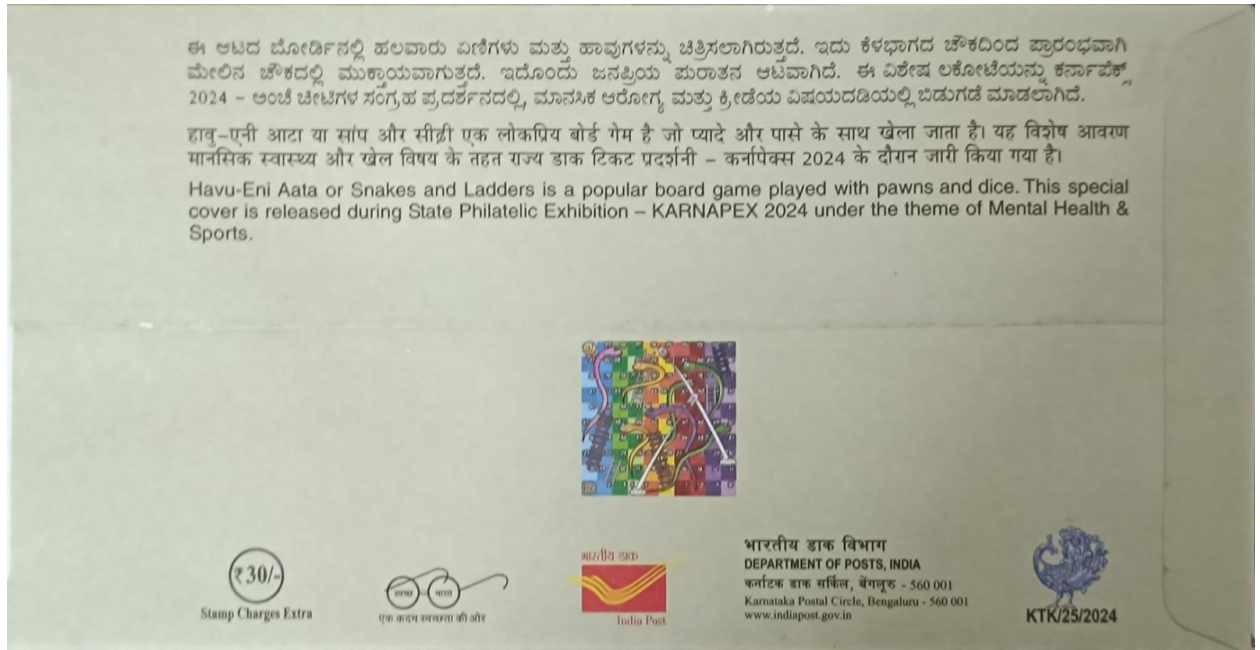 ಈ ಆಟದ ಬೋರ್ಡಿನಲ್ಲಿ ಹಲವಾರು ಏಣಿಗಳು ಮತ್ತು ಹಾವುಗಳನ್ನು ಚಿತ್ರಿಸಲಾಗಿರುತ್ತದೆ. ಇದು ಕೆಳಭಾಗದ ಚೌಕದಿಂದ ಪ್ರಾರಂಭವಾಗಿ
ಮೇಲಿನ ಚೌಕದಲ್ಲಿ ಮುಕ್ತಾಯವಾಗುತ್ತದೆ. ಇದೊಂದು ಜನಪ್ರಿಯ ಪುರಾತನ ಆಟವಾಗಿದೆ. ಈ ವಿಶೇಷ ಲಕೋಟೆಯನ್ನು ಕರ್ನಾಪೆಕ್ಸ್
2024 – ಅಂಚೆ ಚೀಟಿಗಳ ಸಂಗ್ರಹ ಪ್ರದರ್ಶನದಲ್ಲಿ, ಮಾನಸಿಕ ಆರೋಗ್ಯ ಮತ್ತು ಕ್ರೀಡೆಯ ವಿಷಯದಡಿಯಲ್ಲಿ ಬಿಡುಗಡೆ ಮಾಡಲಾಗಿದೆ.
हावु-एनी आटा या सांप और सीढ़ी एक लोकप्रिय बोर्ड गेम है जो प्यादे और पासे के साथ खेला जाता है। यह विशेष आवरण
मानसिक स्वास्थ्य और खेल विषय के तहत राज्य डाक टिकट प्रदर्शनी – कर्नापेक्स 2024 के दौरान जारी किया गया है।
Havu-Eni Aata or Snakes and Ladders is a popular board game played with pawns and dice. This special
cover is released during State Philatelic Exhibition – KARNAPEX 2024 under the theme of Mental Health &
Sports.
₹ 30/-
Stamp Charges Extra
स्वच्छ भारत
एक कदम स्वच्छता की ओर
भारतीय डाक
India Post
भारतीय डाक विभाग
DEPARTMENT OF POSTS, INDIA
कर्नाटक डाक सर्किल, बेंगलूरु - 560 001
Karnataka Postal Circle, Bengaluru - 560 001
www.indiapost.gov.in
KTK/25/2024